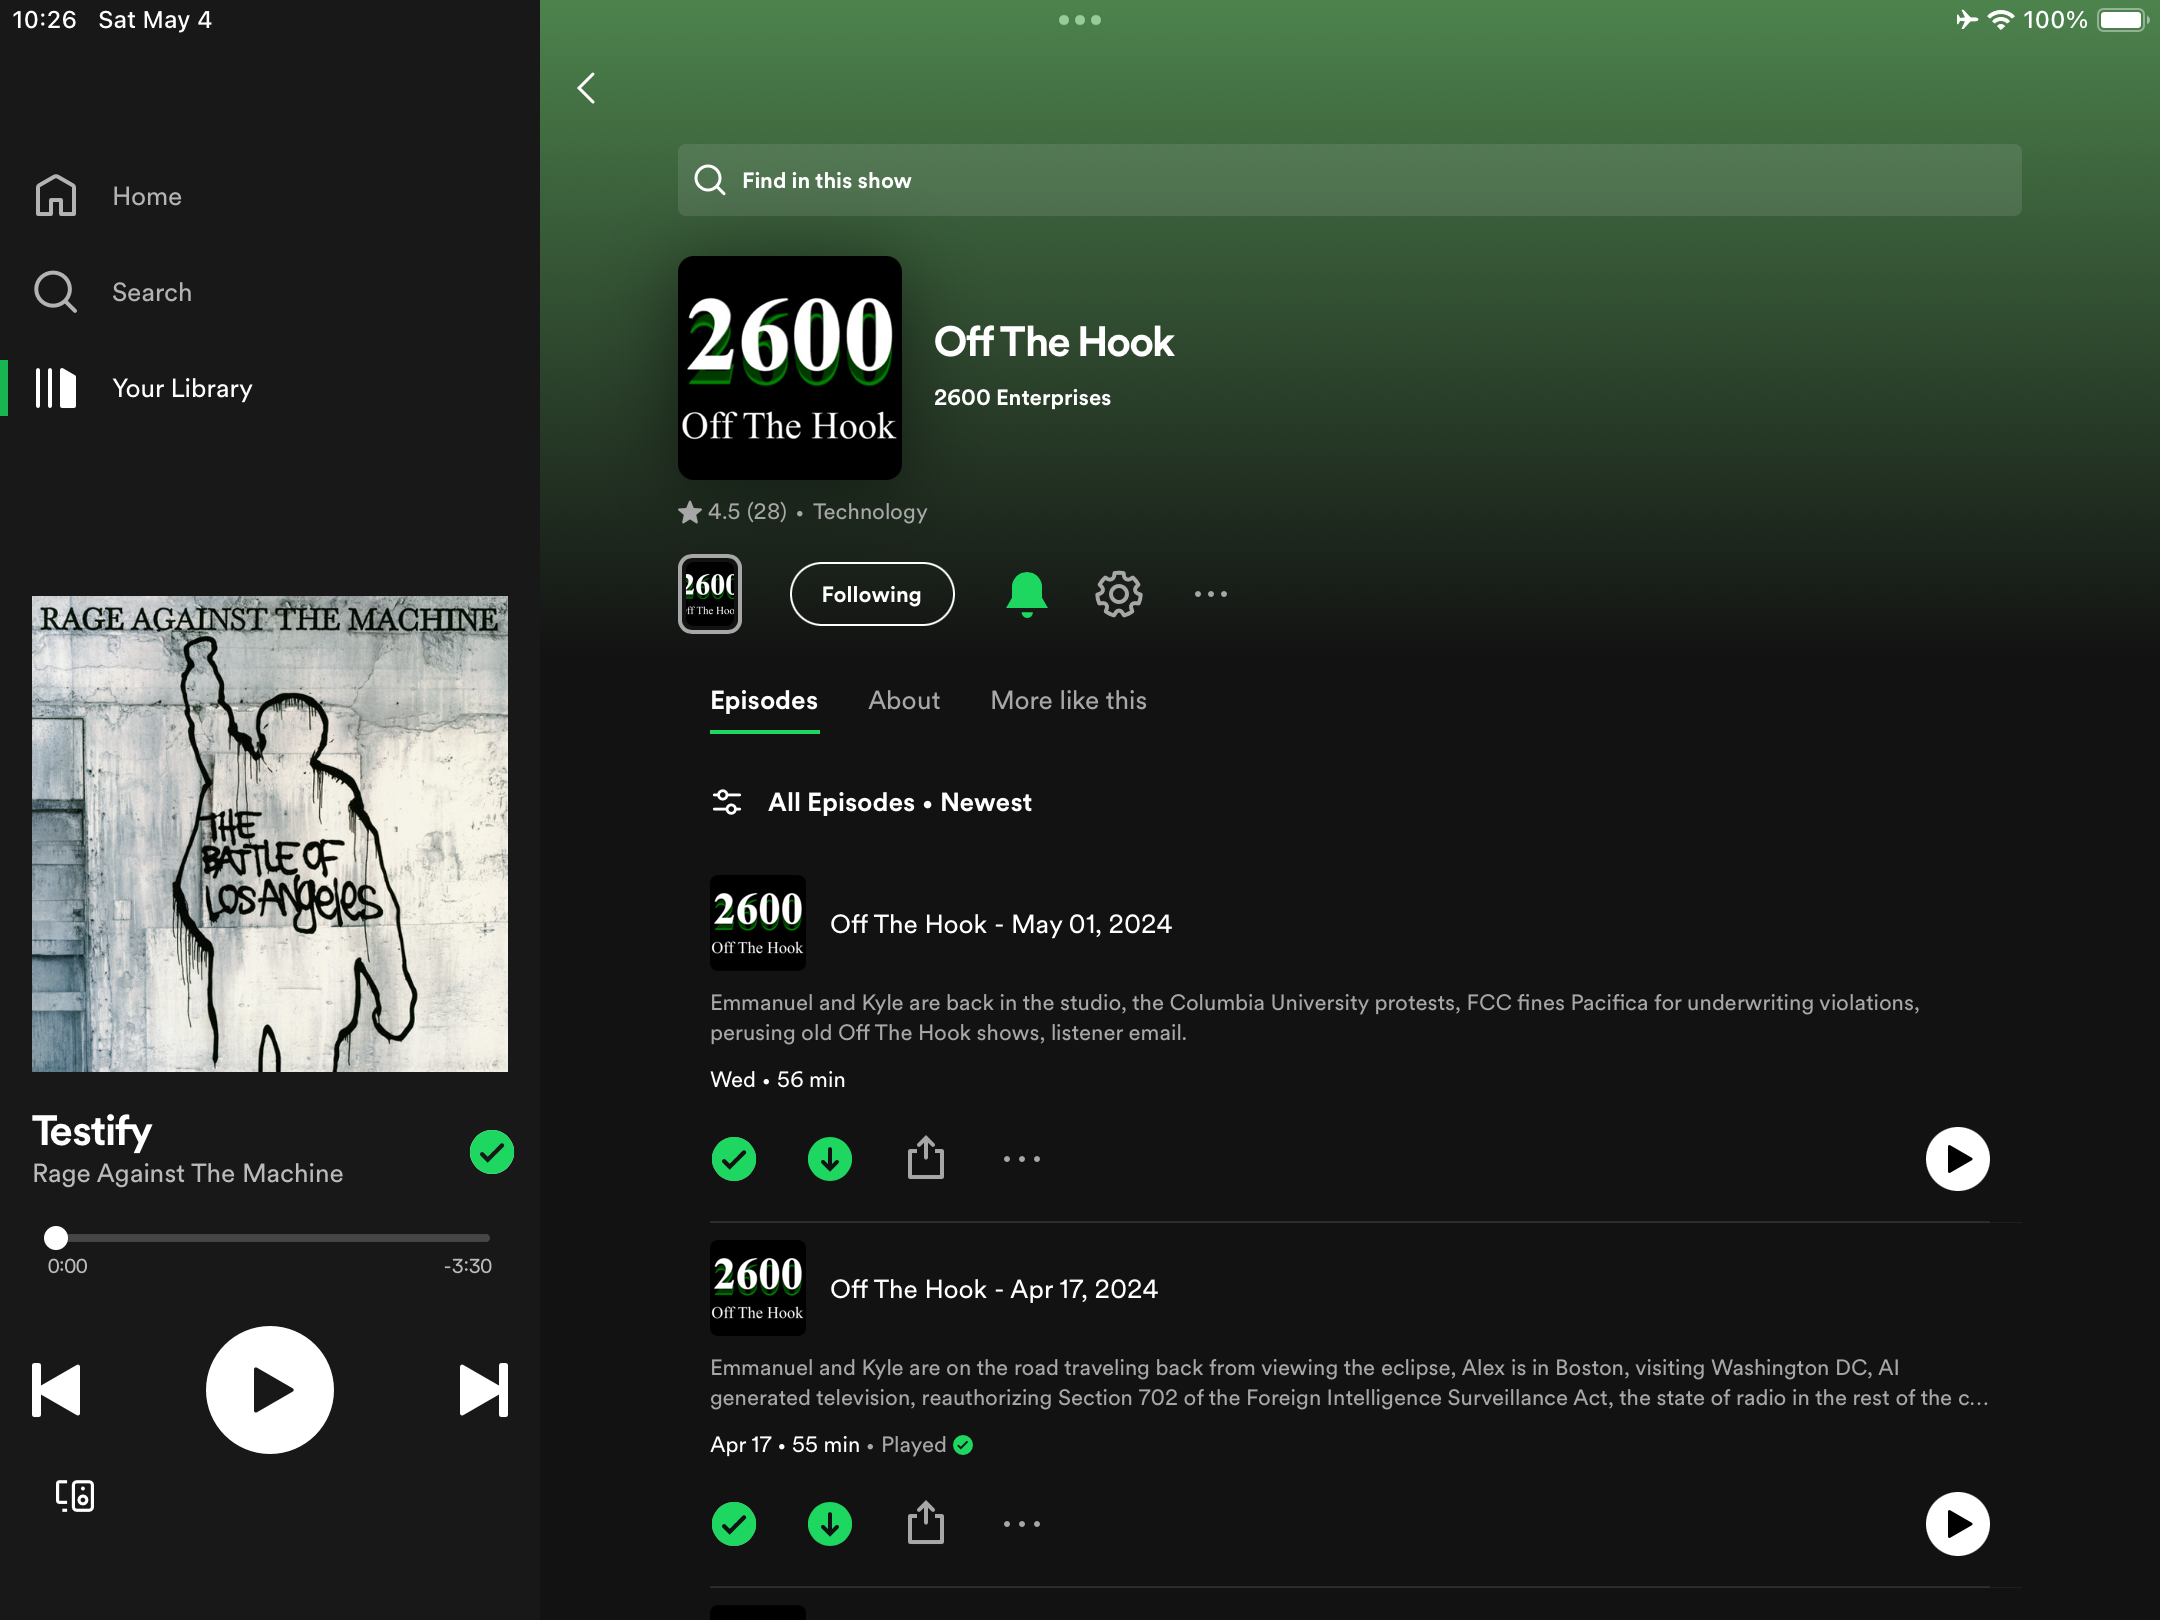 10:26 Sat May 4
100%
Home
Search
Your Library
RAGE AGAINST THE MACHINE
THE
BATTLE OF
LOS ANGELES
Testify
Rage Against The Machine
0:00
-3:30
Find in this show
2600
Off The Hook
Off The Hook
2600 Enterprises
4.5 (28) • Technology
2600
ff The Hoo
Following
Episodes
About
More like this
All Episodes • Newest
2600
Off The Hook
Off The Hook - May 01, 2024
Emmanuel and Kyle are back in the studio, the Columbia University protests, FCC fines Pacifica for underwriting violations,
perusing old Off The Hook shows, listener email.
Wed • 56 min
2600
Off The Hook
Off The Hook - Apr 17, 2024
Emmanuel and Kyle are on the road traveling back from viewing the eclipse, Alex is in Boston, visiting Washington DC, AI
generated television, reauthorizing Section 702 of the Foreign Intelligence Surveillance Act, the state of radio in the rest of the c...
Apr 17 • 55 min • Played